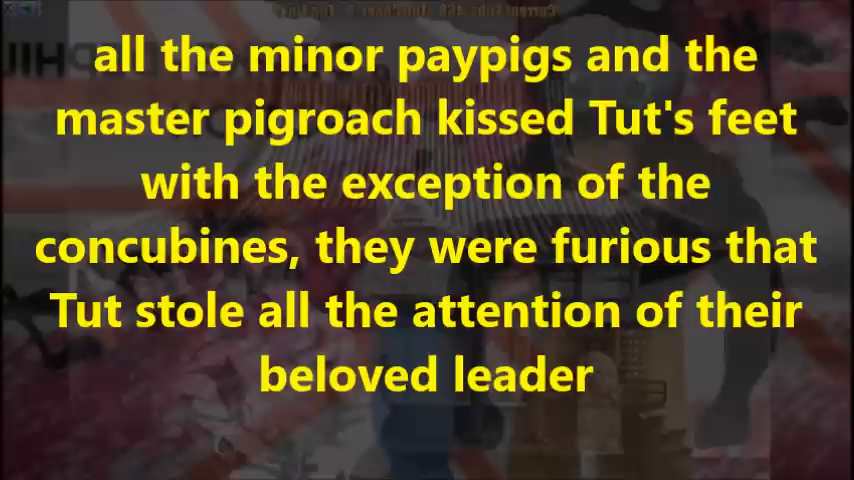 all the minor paypigs and the
master pigroach kissed Tut's feet
with the exception of the
concubines, they were furious that
Tut stole all the attention of their
beloved leader